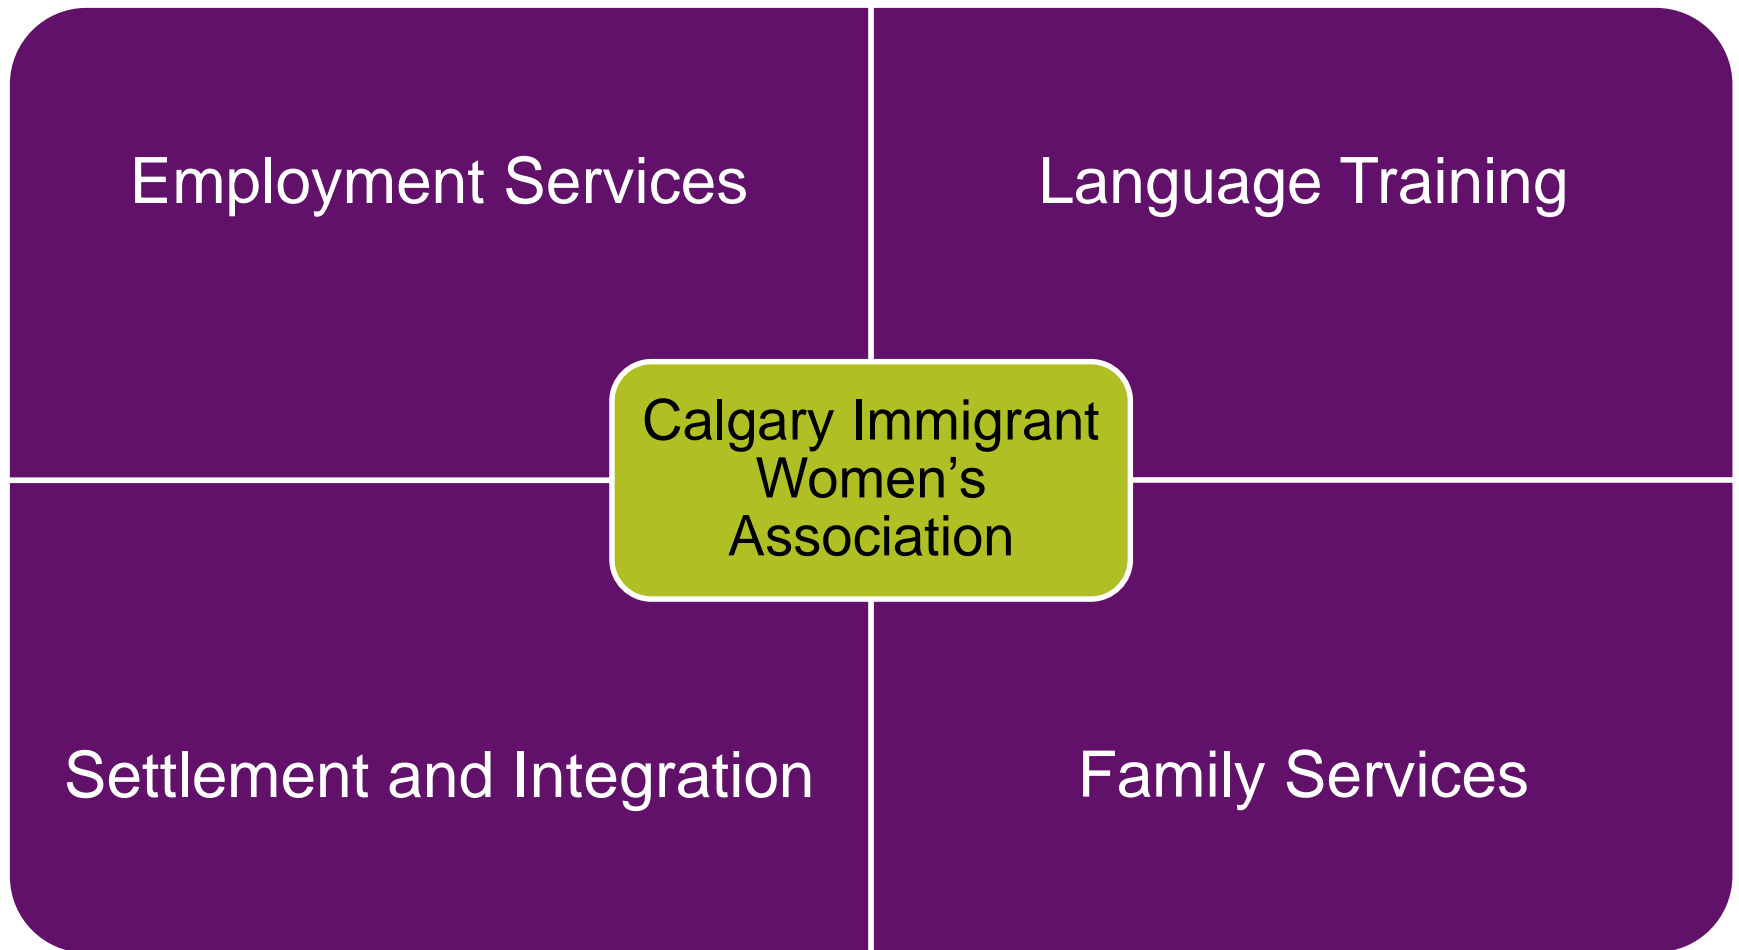 Employment Services
Language Training
Calgary Immigrant
Women’s
Association
Settlement and Integration
Family Services